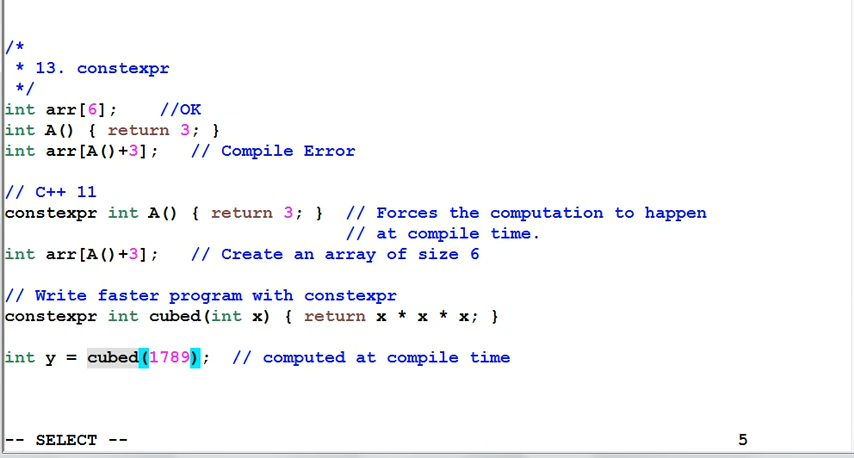 /*
 * 13. constexpr
 */
int arr[6];    //OK
int A() { return 3; }
int arr[A()+3];   // Compile Error
// C++ 11
constexpr int A() { return 3; }  // Forces the computation to happen
                                 // at compile time.
int arr[A()+3];   // Create an array of size 6
// Write faster program with constexpr
constexpr int cubed(int x) { return x * x * x; }
int y = cubed(1789);  // computed at compile time
-- SELECT --                                                           5